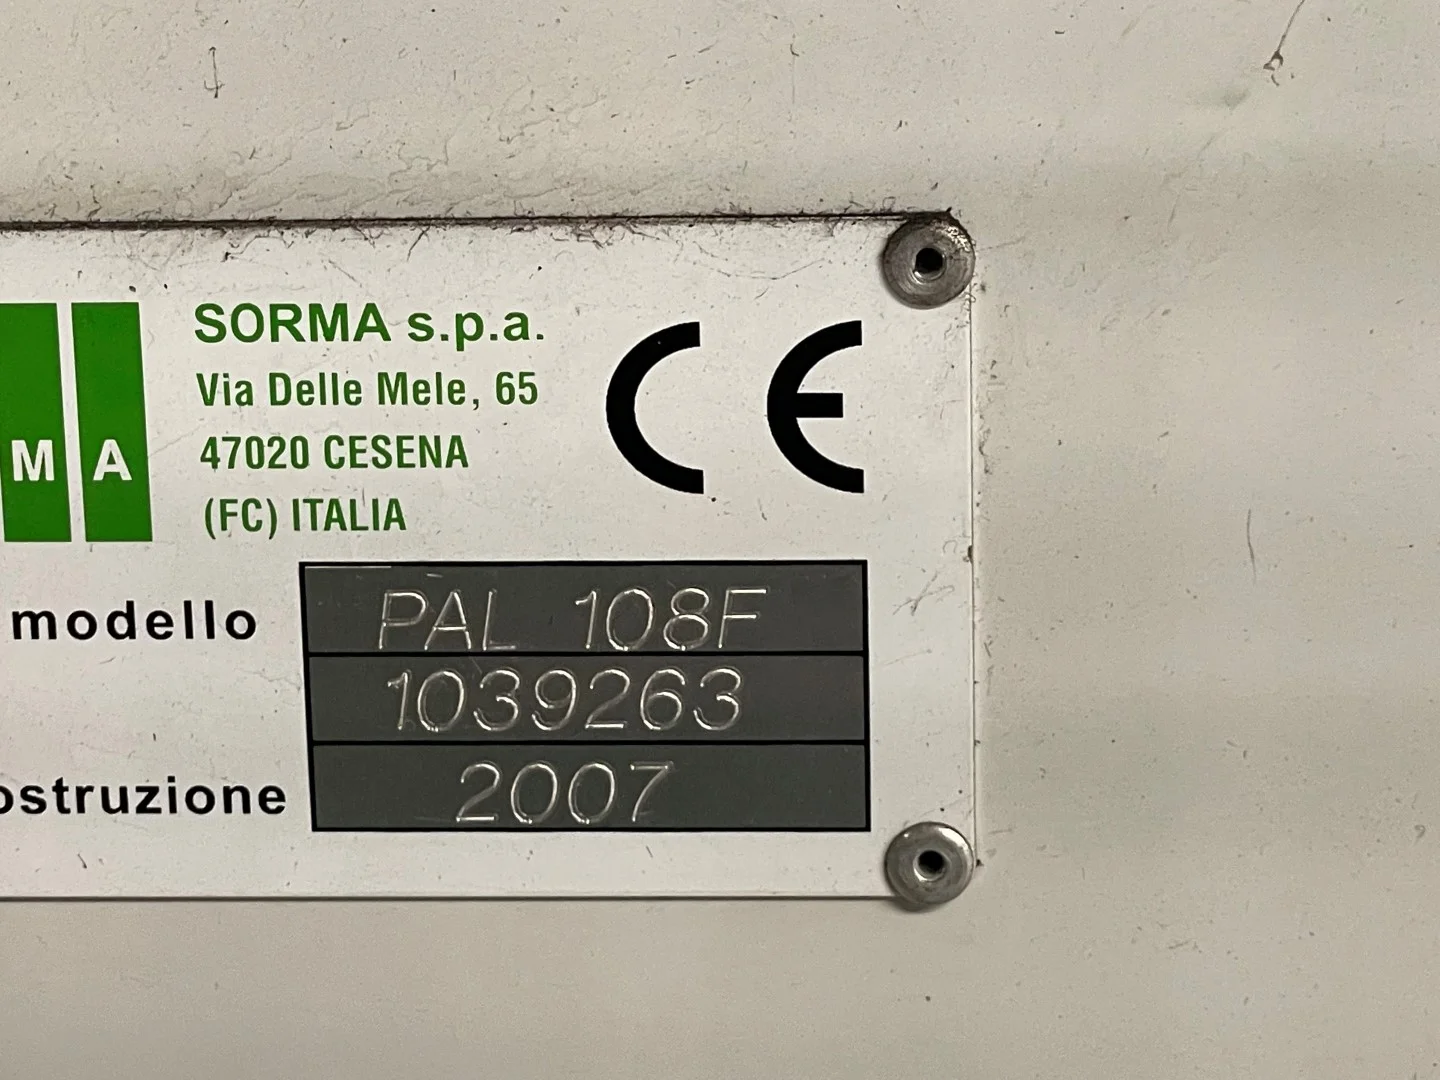 M A
SORMA s.p.a.
Via Delle Mele, 65
47020 CESENA
(FC) ITALIA
CE
modello PAL 108F
1039263
ostruzione 2007